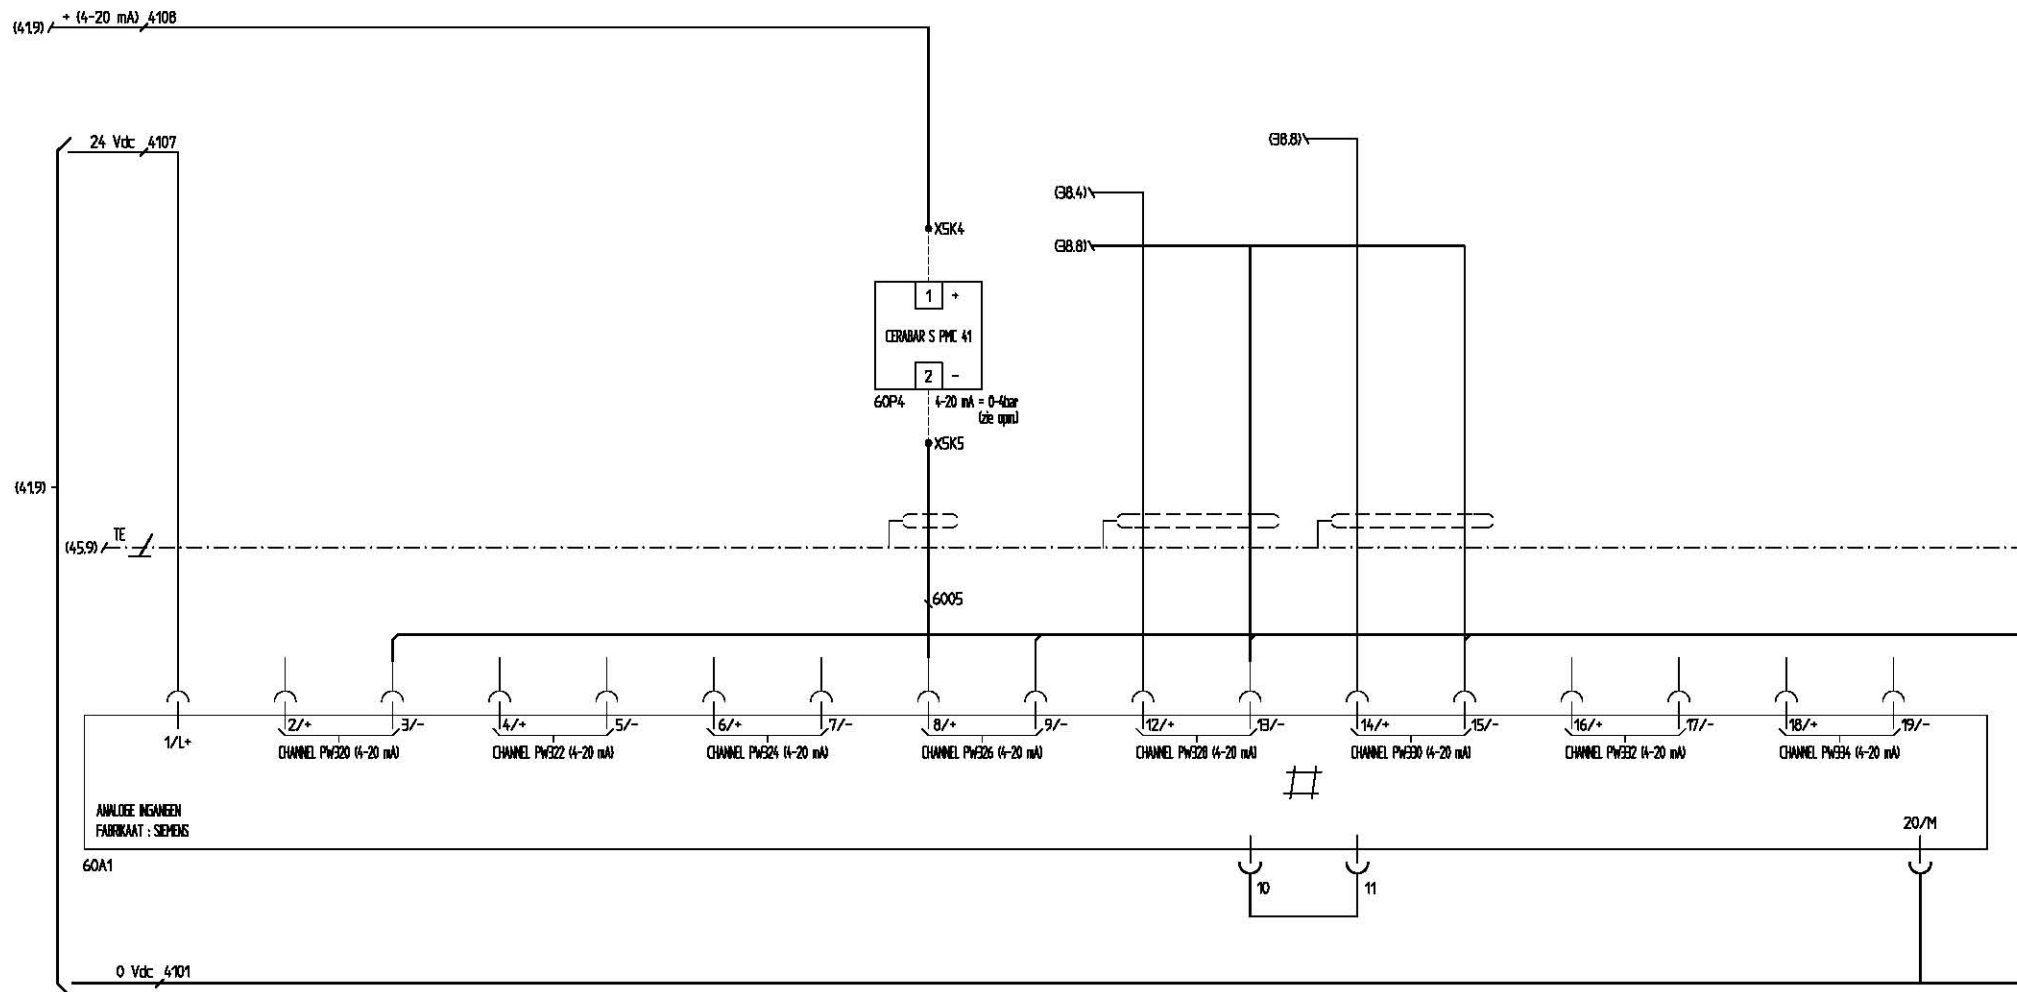 + (4-20 mA) 4108
(41.9)
24 Vdc 4107
(38.8)
(38.4)
X5K4
(38.8)
1 +
CERABAR S PMC 41
2 -
60P4 4-20 mA = 0-4bar
(zie opm.)
X5K5
(41.9)
TE
(45.9)
6005
2/+ 3/- 4/+ 5/- 6/+ 7/- 8/+ 9/- 12/+ 13/- 14/+ 15/- 16/+ 17/- 18/+ 19/-
1/L+
CHANNEL PW320 (4-20 mA) CHANNEL PW322 (4-20 mA) CHANNEL PW324 (4-20 mA) CHANNEL PW326 (4-20 mA) CHANNEL PW328 (4-20 mA) CHANNEL PW330 (4-20 mA) CHANNEL PW332 (4-20 mA) CHANNEL PW334 (4-20 mA)
ANALOGE INGANGEN
FABRIKAAT : SIEMENS
20/M
60A1
10 11
0 Vdc 4101